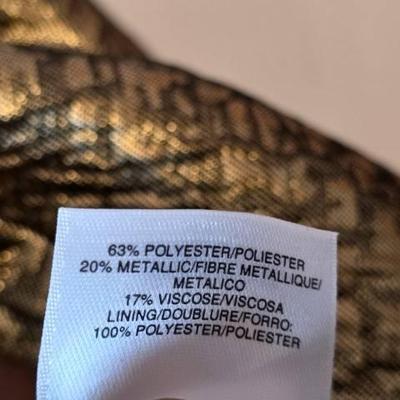 63% POLYESTER/POLIESTER
20% METALLIC/FIBRE METALLIQUE/
METALICO
17% VISCOSE/VISCOSA
LINING/DOUBLURE/FORRO:
100% POLYESTER/POLIESTER